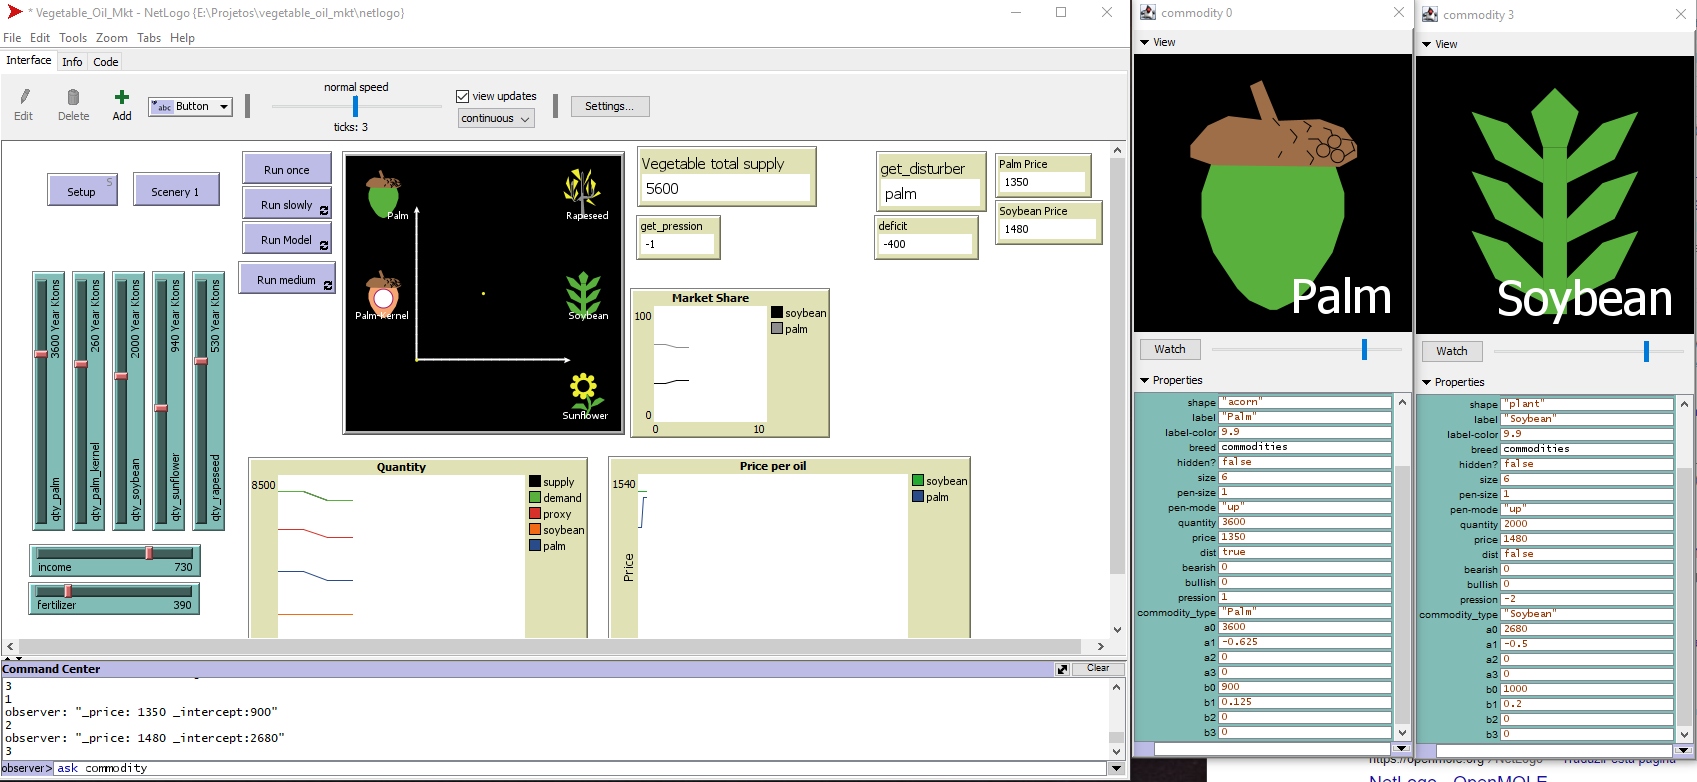 * Vegetable_Oil_Mkt - NetLogo {E:\Projetos\vegetable_oil_mkt\netlogo}
File Edit Tools Zoom Tabs Help
Interface Info Code
Edit Delete Add
abc Button
normal speed
ticks: 3
view updates
continuous
Settings...
Setup S
Scenery 1
Run once
Run slowly
Run Model
Run medium
3600 Year Ktons
qty_palm
260 Year Ktons
qty_palm_kernel
2000 Year Ktons
qty_soybean
940 Year Ktons
qty_sunflower
530 Year Ktons
qty_rapeseed
income 730
fertilizer 390
Palm
Rapeseed
Palm Kernel
Soybean
Sunflower
Vegetable total supply
5600
get_pression
-1
get_disturber
palm
deficit
-400
Palm Price
1350
Soybean Price
1480
Market Share
100
0
0 10
soybean
palm
Quantity
8500
supply
demand
proxy
soybean
palm
Price per oil
1540
Price
soybean
palm
Command Center
Clear
3
1
observer: "_price: 1350 _intercept:900"
2
observer: "_price: 1480 _intercept:2680"
3
observer> ask commodity
commodity 0
View
Palm
Watch
Properties
shape "acorn"
label "Palm"
label-color 9.9
breed commodities
hidden? false
size 6
pen-size 1
pen-mode "up"
quantity 3600
price 1350
dist true
bearish 0
bullish 0
pression 1
commodity_type "Palm"
a0 3600
a1 -0.625
a2 0
a3 0
b0 900
b1 0.125
b2 0
b3 0
commodity 3
View
Soybean
Watch
Properties
shape "plant"
label "Soybean"
label-color 9.9
breed commodities
hidden? false
size 6
pen-size 1
pen-mode "up"
quantity 2000
price 1480
dist false
bearish 0
bullish 0
pression -2
commodity_type "Soybean"
a0 2680
a1 -0.5
a2 0
a3 0
b0 1000
b1 0.2
b2 0
b3 0
https://openmole.org › NetLogo Traduzir esta página
NetLogo - OpenMOLE